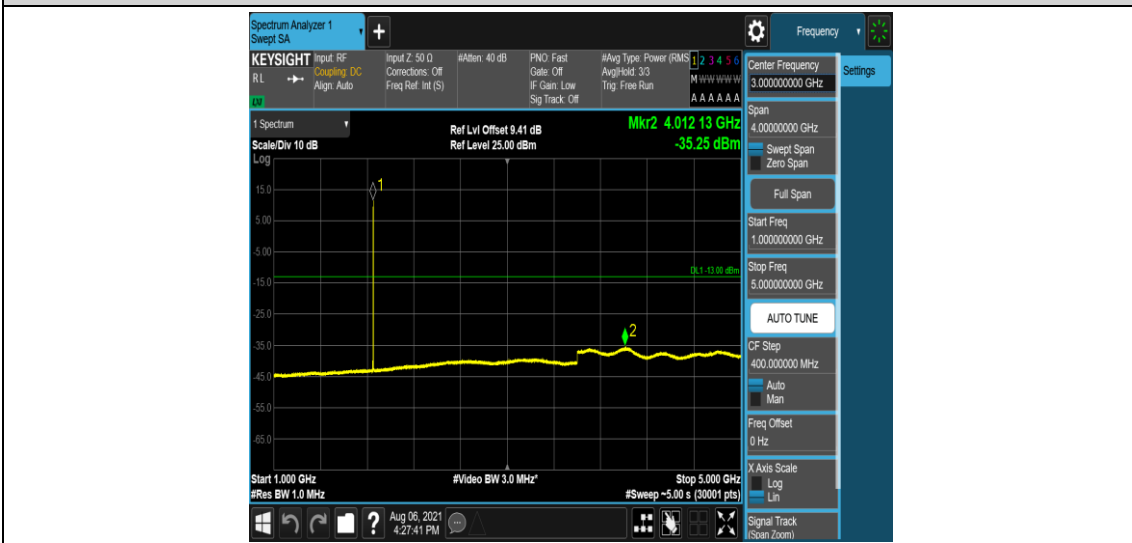 Spectrum Analyzer 1
Swept SA
+
Frequency
KEYSIGHT
RL
LXI
Input: RF
Coupling: DC
Align: Auto
Input Z: 50 Ω
Corrections: Off
Freq Ref: Int (S)
#Atten: 40 dB
PNO: Fast
Gate: Off
IF Gain: Low
Sig Track: Off
#Avg Type: Power (RMS
Avg|Hold: 3/3
Trig: Free Run
1 2 3 4 5 6
M W W W W W
A A A A A A
Center Frequency
3.000000000 GHz
Settings
1 Spectrum
Scale/Div 10 dB
Log
Ref Lvl Offset 9.41 dB
Ref Level 25.00 dBm
Mkr2 4.012 13 GHz
-35.25 dBm
Span
4.00000000 GHz
Swept Span
Zero Span
Full Span
Start Freq
1.000000000 GHz
Stop Freq
5.000000000 GHz
AUTO TUNE
CF Step
400.000000 MHz
Auto
Man
Freq Offset
0 Hz
X Axis Scale
Log
Lin
Signal Track
(Span Zoom)
15.0
5.00
-5.00
-15.0
-25.0
-35.0
-45.0
-55.0
-65.0
1
DL1 -13.00 dBm
2
Start 1.000 GHz
#Res BW 1.0 MHz
#Video BW 3.0 MHz*
Stop 5.000 GHz
#Sweep ~5.00 s (30001 pts)
?
Aug 06, 2021
4:27:41 PM